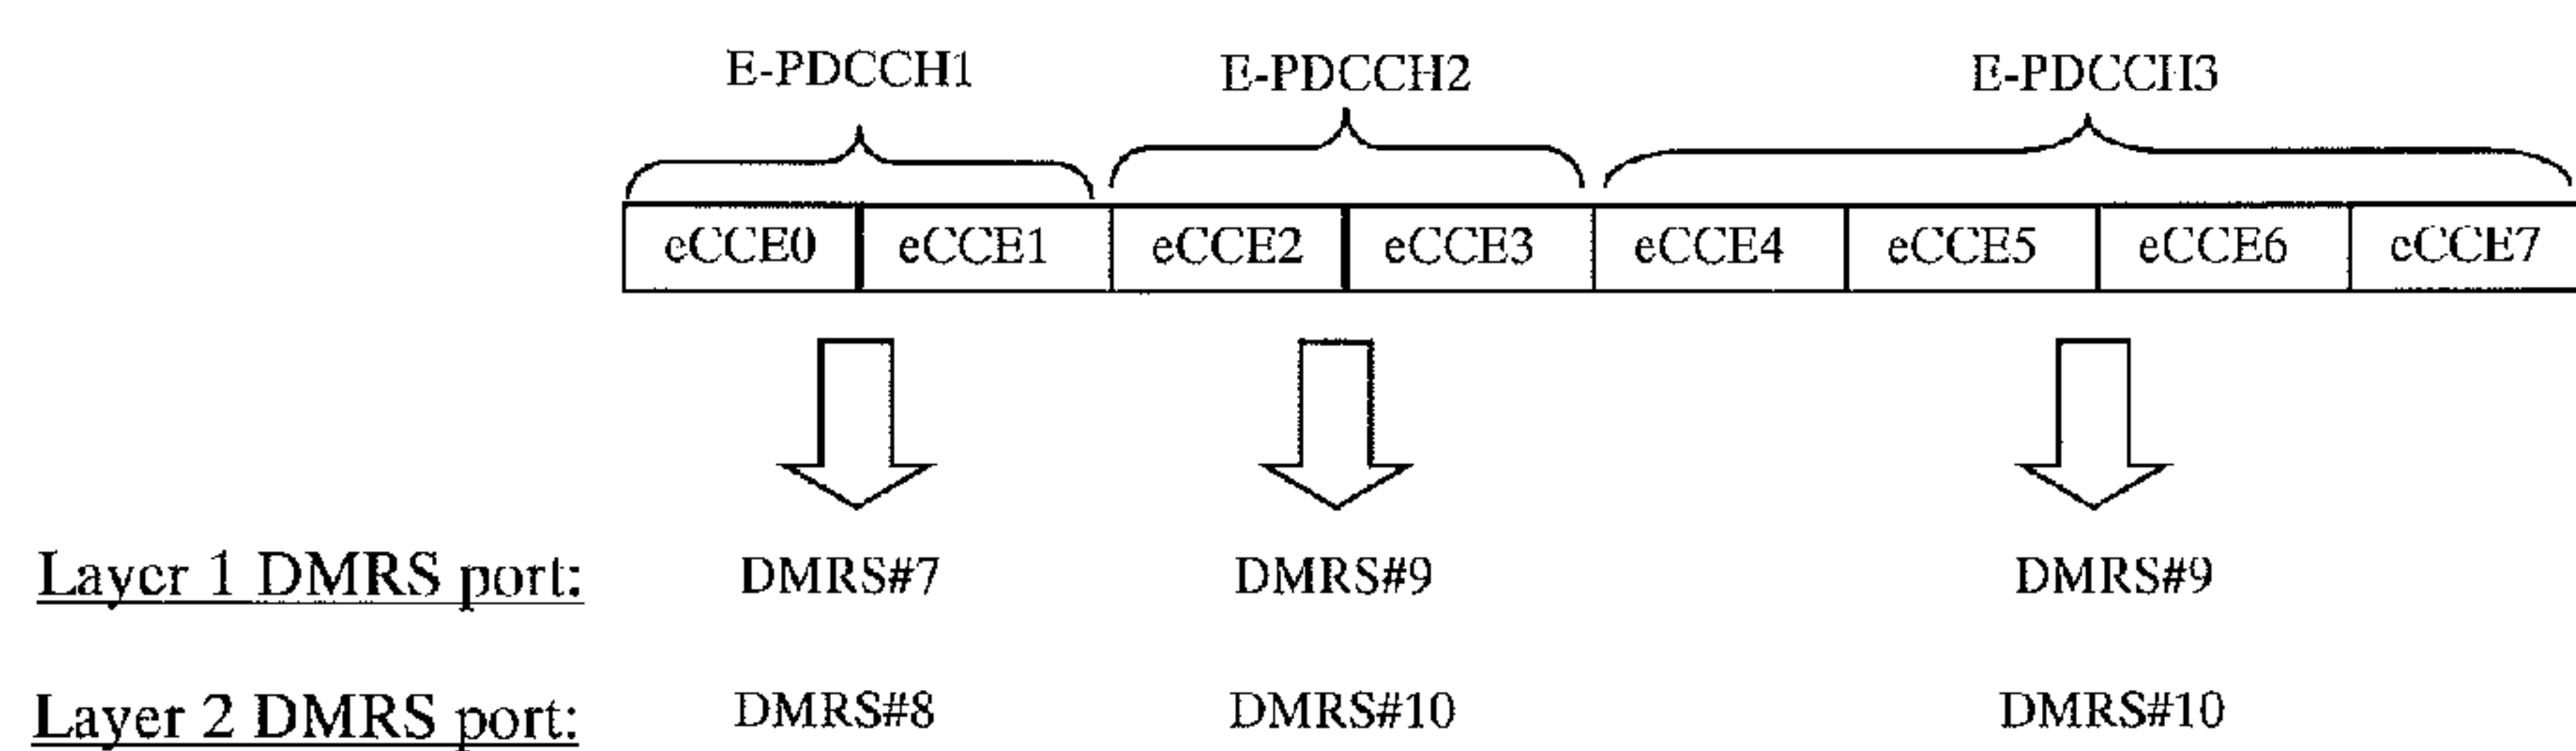 E-PDCCH1 E-PDCCH2 E-PDCCH3
eCCE0 eCCE1 eCCE2 eCCE3 eCCE4 eCCE5 eCCE6 eCCE7
Layer 1 DMRS port: DMRS#7 DMRS#9 DMRS#9
Layer 2 DMRS port: DMRS#8 DMRS#10 DMRS#10